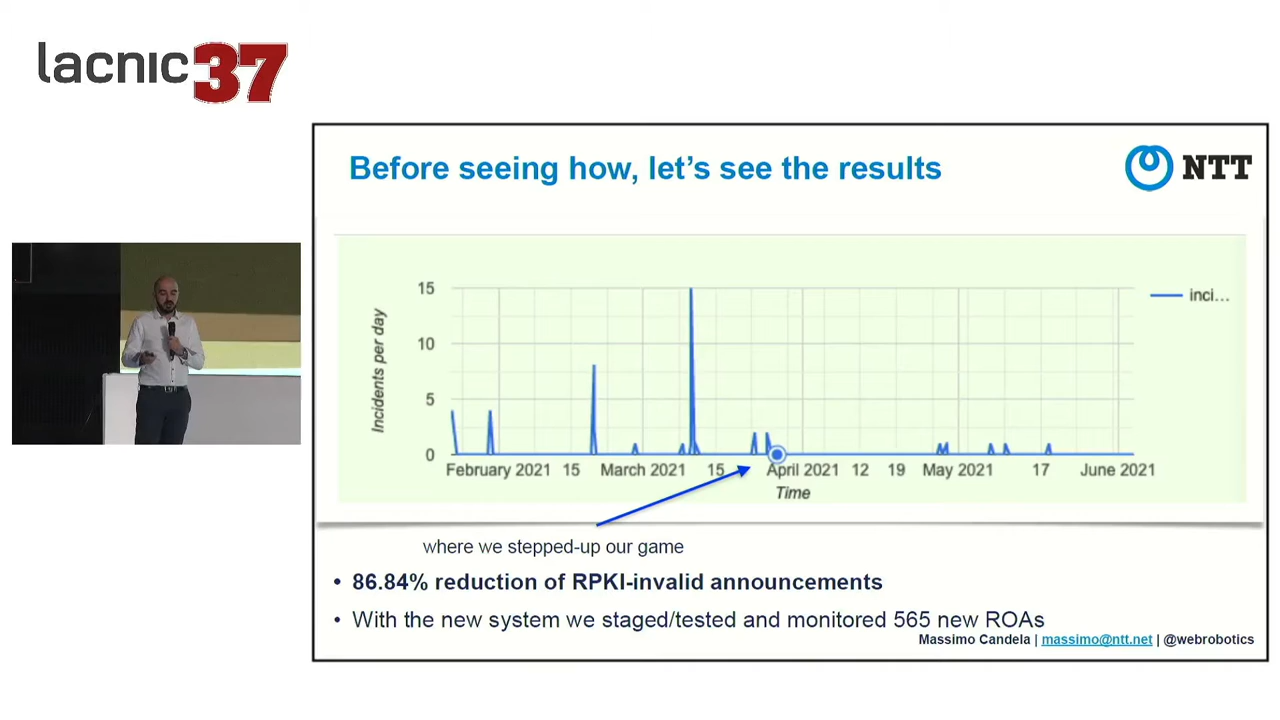 lacnic37
Before seeing how, let's see the results
NTT
15
10
5
0
Incidents per day
inci...
February 2021 15 March 2021 15 April 2021 12 19 May 2021 17 June 2021
Time
where we stepped-up our game
• 86.84% reduction of RPKI-invalid announcements
• With the new system we staged/tested and monitored 565 new ROAs
Massimo Candela | massimo@ntt.net | @webrobotics